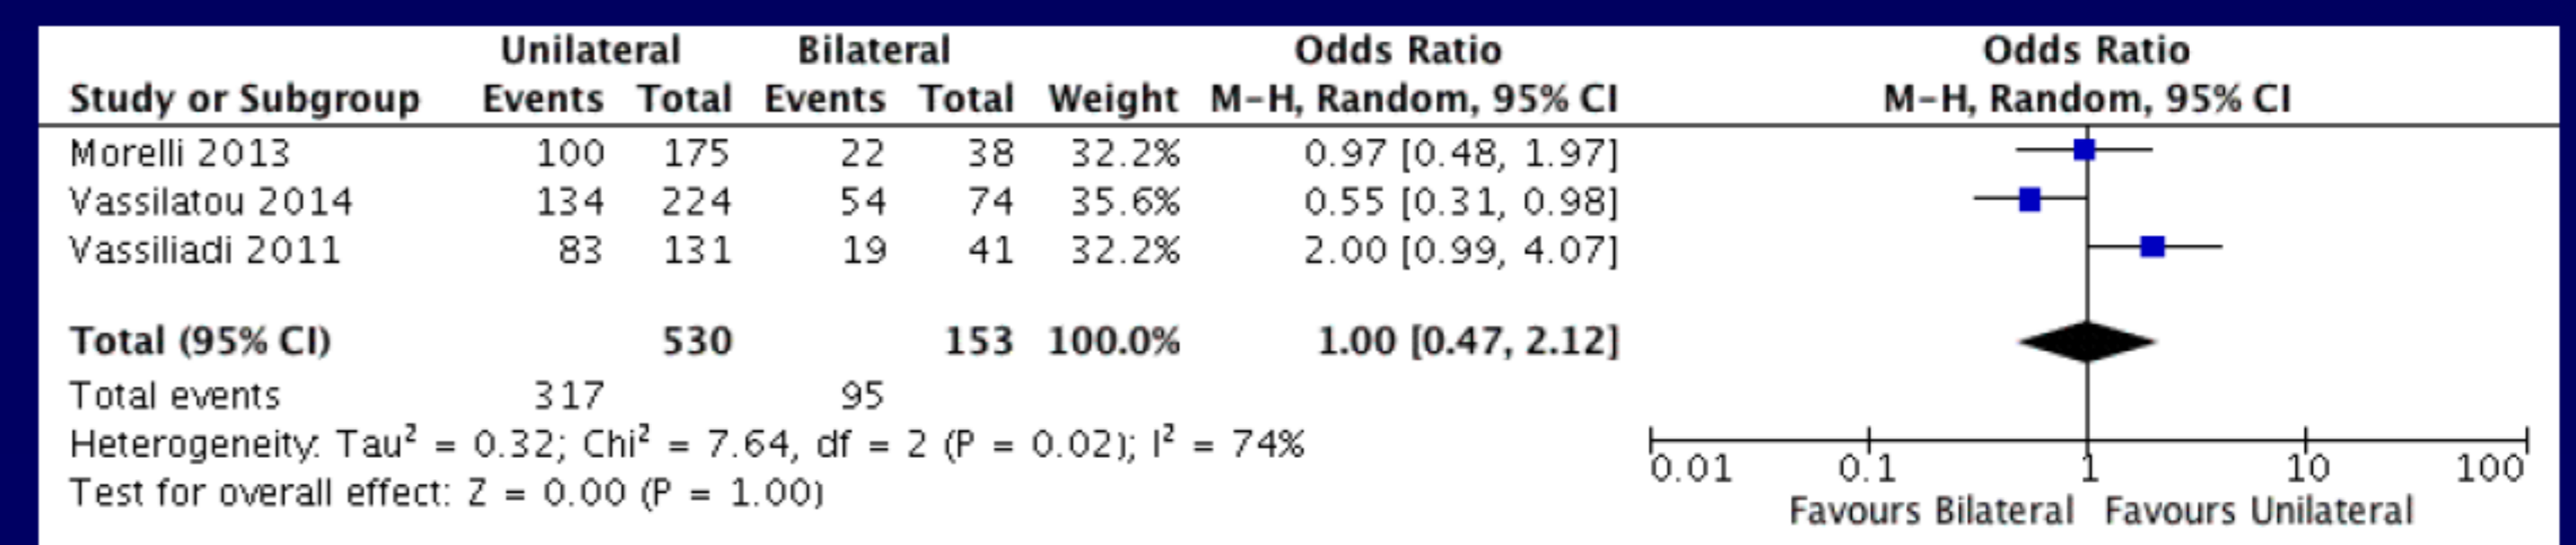 Unilateral Bilateral Odds Ratio Odds Ratio
Study or Subgroup Events Total Events Total Weight M-H, Random, 95% CI M-H, Random, 95% CI
Morelli 2013 100 175 22 38 32.2% 0.97 [0.48, 1.97]
Vassilatou 2014 134 224 54 74 35.6% 0.55 [0.31, 0.98]
Vassiliadi 2011 83 131 19 41 32.2% 2.00 [0.99, 4.07]
Total (95% CI) 530 153 100.0% 1.00 [0.47, 2.12]
Total events 317 95
Heterogeneity: Tau² = 0.32; Chi² = 7.64, df = 2 (P = 0.02); I² = 74%
Test for overall effect: Z = 0.00 (P = 1.00)
0.01 0.1 1 10 100
Favours Bilateral Favours Unilateral